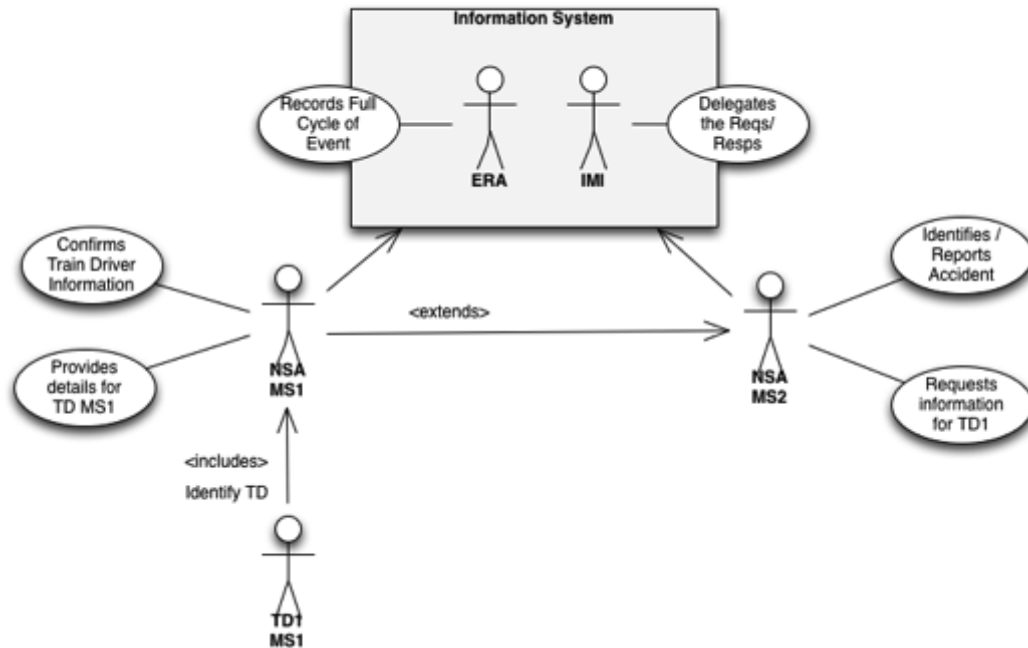 Information System
Records Full
Cycle of
Event
ERA
IMI
Delegates
the Reqs/
Resps
Confirms
Train Driver
Information
Provides
details for
TD MS1
NSA
MS1
<extends>
NSA
MS2
Identifies /
Reports
Accident
Requests
information
for TD1
<includes>
Identify TD
TD1
MS1